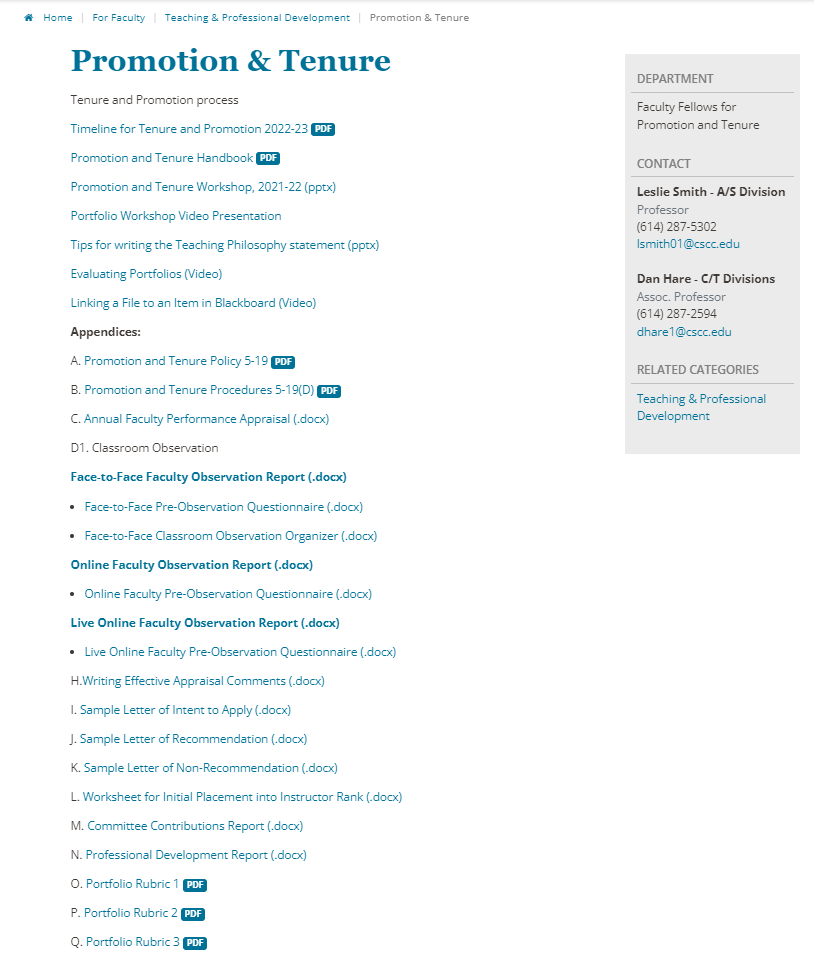 Home | For Faculty | Teaching & Professional Development | Promotion & Tenure
Promotion & Tenure
Tenure and Promotion process
Timeline for Tenure and Promotion 2022-23 PDF
Promotion and Tenure Handbook PDF
Promotion and Tenure Workshop, 2021-22 (pptx)
Portfolio Workshop Video Presentation
Tips for writing the Teaching Philosophy statement (pptx)
Evaluating Portfolios (Video)
Linking a File to an Item in Blackboard (Video)
Appendices:
A. Promotion and Tenure Policy 5-19 PDF
B. Promotion and Tenure Procedures 5-19(D) PDF
C. Annual Faculty Performance Appraisal (.docx)
D1. Classroom Observation
Face-to-Face Faculty Observation Report (.docx)
• Face-to-Face Pre-Observation Questionnaire (.docx)
• Face-to-Face Classroom Observation Organizer (.docx)
Online Faculty Observation Report (.docx)
• Online Faculty Pre-Observation Questionnaire (.docx)
Live Online Faculty Observation Report (.docx)
• Live Online Faculty Pre-Observation Questionnaire (.docx)
H.Writing Effective Appraisal Comments (.docx)
I. Sample Letter of Intent to Apply (.docx)
J. Sample Letter of Recommendation (.docx)
K. Sample Letter of Non-Recommendation (.docx)
L. Worksheet for Initial Placement into Instructor Rank (.docx)
M. Committee Contributions Report (.docx)
N. Professional Development Report (.docx)
O. Portfolio Rubric 1 PDF
P. Portfolio Rubric 2 PDF
Q. Portfolio Rubric 3 PDF
DEPARTMENT
Faculty Fellows for
Promotion and Tenure
CONTACT
Leslie Smith - A/S Division
Professor
(614) 287-5302
lsmith01@cscc.edu
Dan Hare - C/T Divisions
Assoc. Professor
(614) 287-2594
dhare1@cscc.edu
RELATED CATEGORIES
Teaching & Professional
Development